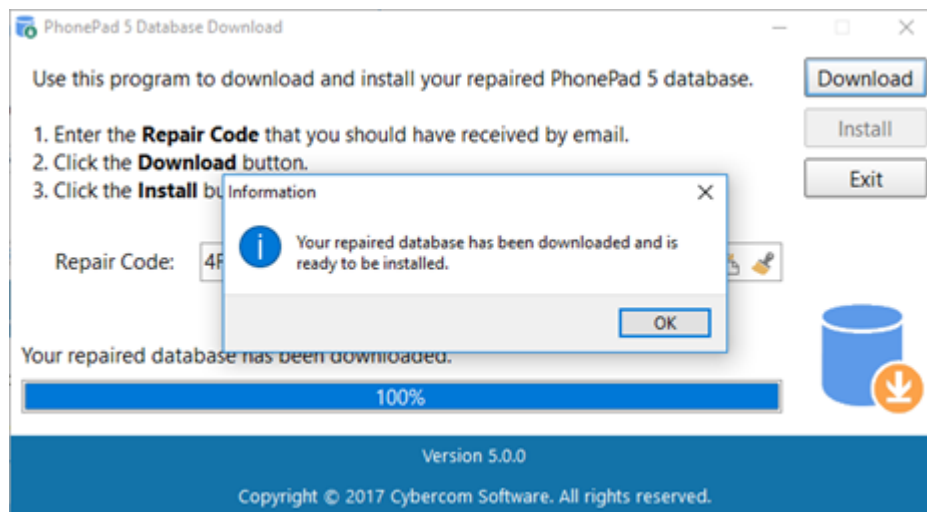 PhonePad 5 Database Download
Use this program to download and install your repaired PhonePad 5 database.
Download
1. Enter the Repair Code that you should have received by email.
Install
2. Click the Download button.
3. Click the Install
Exit
Information
Your repaired database has been downloaded and is
ready to be installed.
Repair Code:
OK
Your repaired database has been downloaded.
100%
Version 5.0.0
Copyright © 2017 Cybercom Software. All rights reserved.